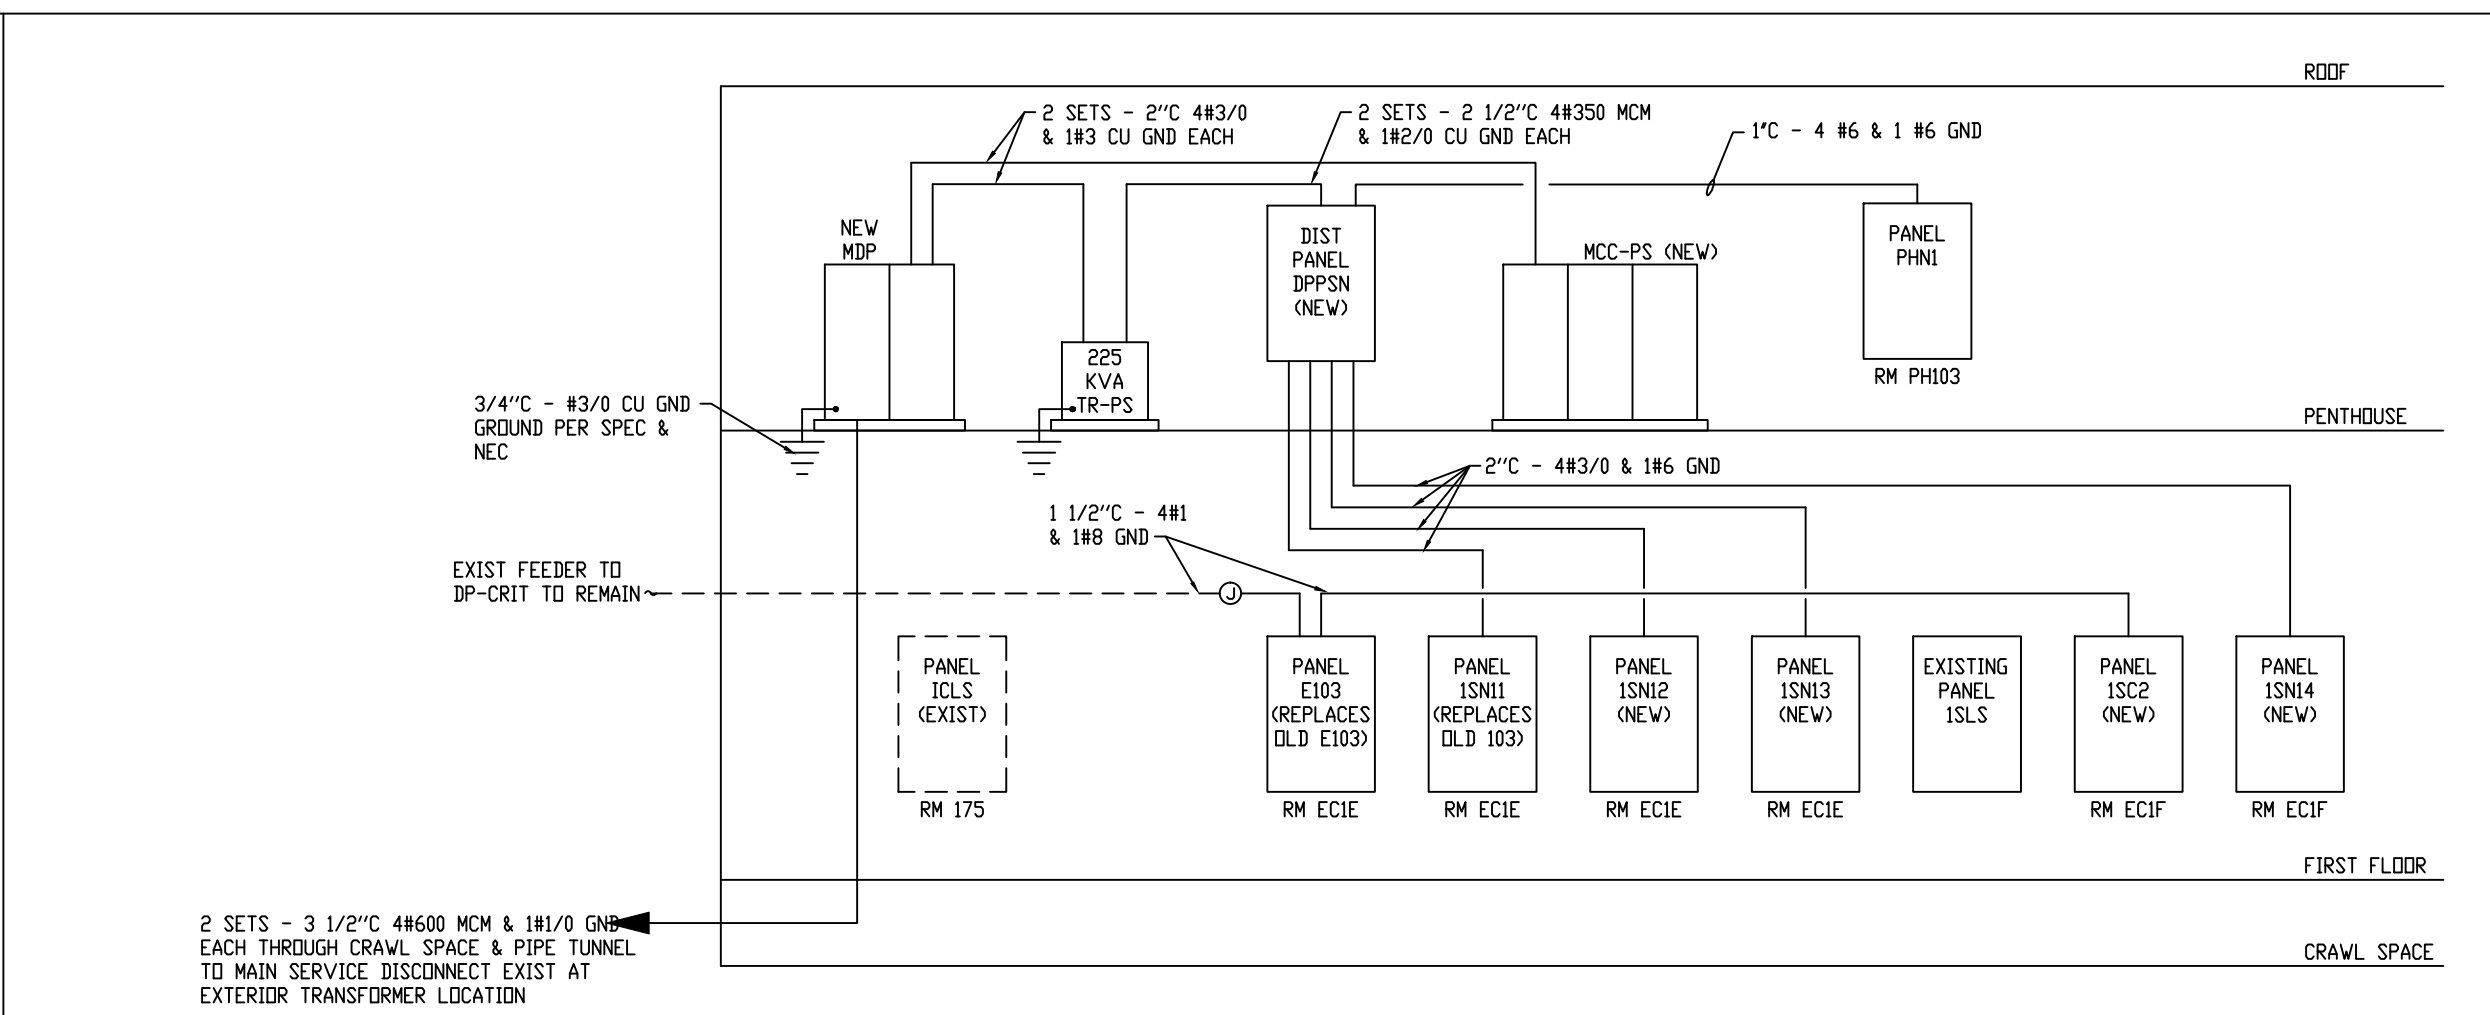 ROOF
2 SETS - 2"C 4#3/0
& 1#3 CU GND EACH
2 SETS - 2 1/2"C 4#350 MCM
& 1#2/0 CU GND EACH
1"C - 4 #6 & 1 #6 GND
NEW
MDP
DIST
PANEL
DPPSN
(NEW)
MCC-PS (NEW)
PANEL
PHN1
RM PH103
225
KVA
TR-PS
3/4"C - #3/0 CU GND
GROUND PER SPEC &
NEC
PENTHOUSE
2"C - 4#3/0 & 1#6 GND
1 1/2"C - 4#1
& 1#8 GND
EXIST FEEDER TO
DP-CRIT TO REMAIN
J
PANEL
ICLS
(EXIST)
RM 175
PANEL
E103
(REPLACES
OLD E103)
RM EC1E
PANEL
1SN11
(REPLACES
OLD 103)
RM EC1E
PANEL
1SN12
(NEW)
RM EC1E
PANEL
1SN13
(NEW)
RM EC1E
EXISTING
PANEL
1SLS
PANEL
1SC2
(NEW)
RM EC1F
PANEL
1SN14
(NEW)
RM EC1F
FIRST FLOOR
2 SETS - 3 1/2"C 4#600 MCM & 1#1/0 GND
EACH THROUGH CRAWL SPACE & PIPE TUNNEL
TO MAIN SERVICE DISCONNECT EXIST AT
EXTERIOR TRANSFORMER LOCATION
CRAWL SPACE